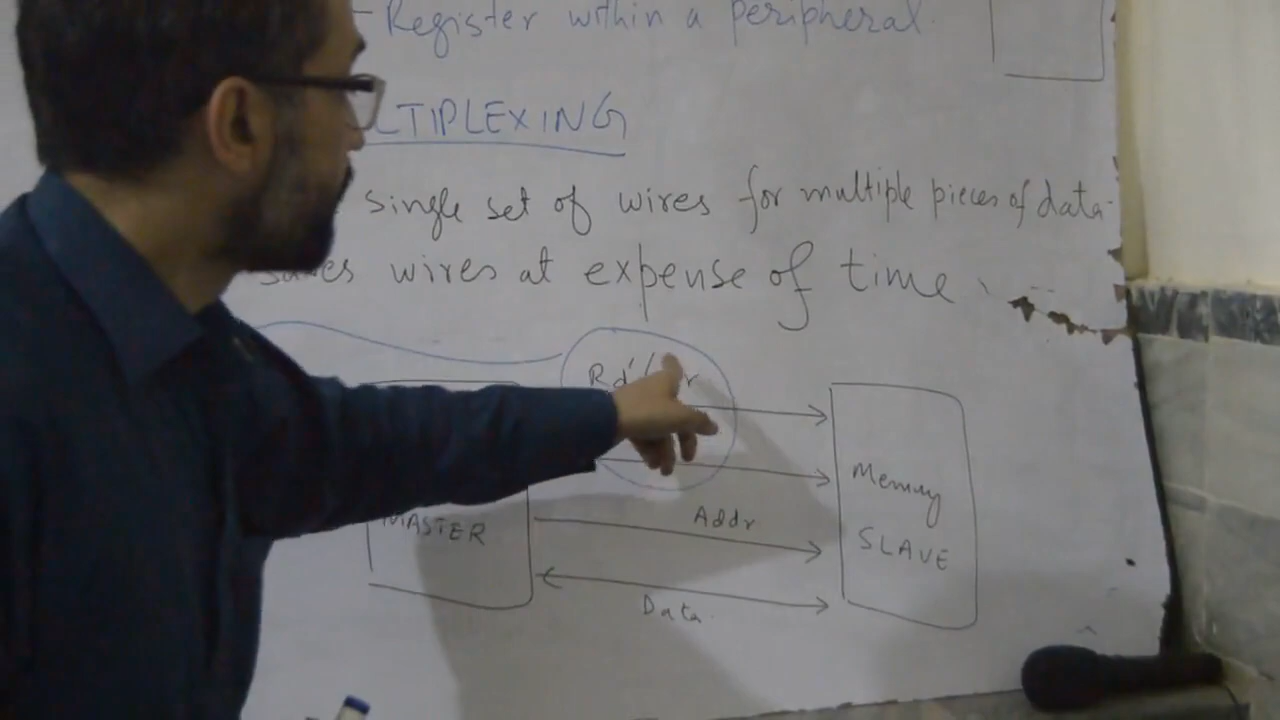 - Register within a peripheral.
LTIPLEXING
single set of wires for multiple pieces of data.
wires at expense of time.
Addr
Memory
MASTER
SLAVE
Data